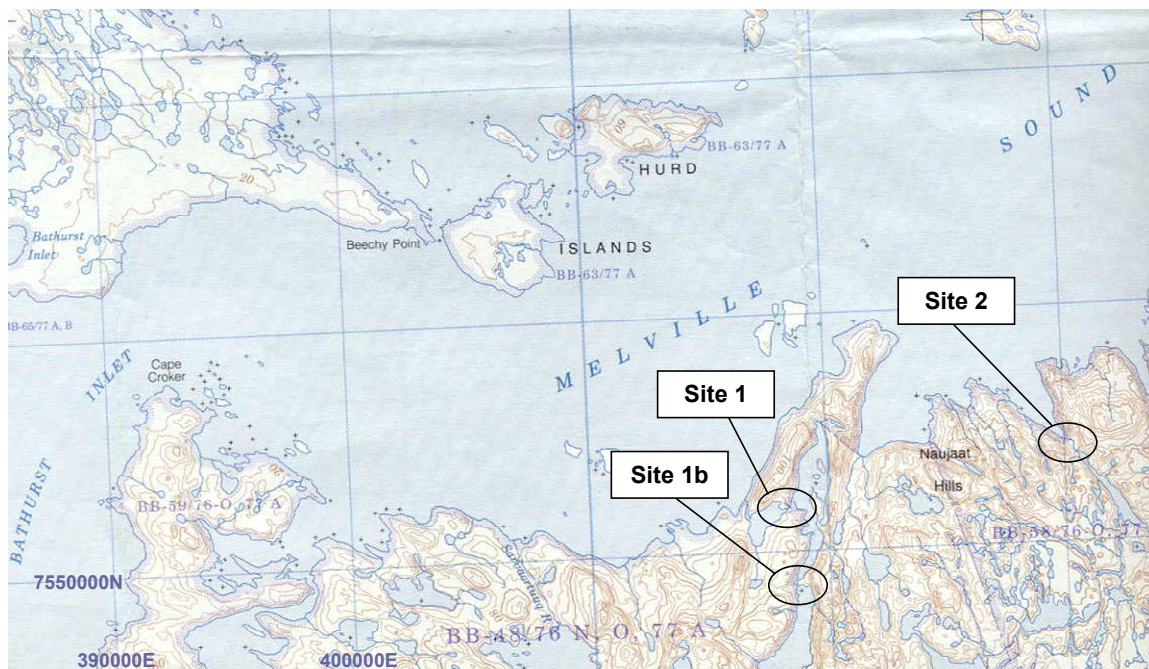 SOUND
60
BB-63/77 A
HURD
20
Beechy Point
ISLANDS
BB-63/77 A
Bathurst
Inlet
MELVILLE
Site 2
BB-65/77 A, B
INLET
Cape
Croker
Site 1
Site 1b
Naujaat
Hills
BATHURST
BB-59/76-O, 77 A
BB-58/76-O, 77
7550000N
BB-48/76 N, O, 77 A
390000E
400000E